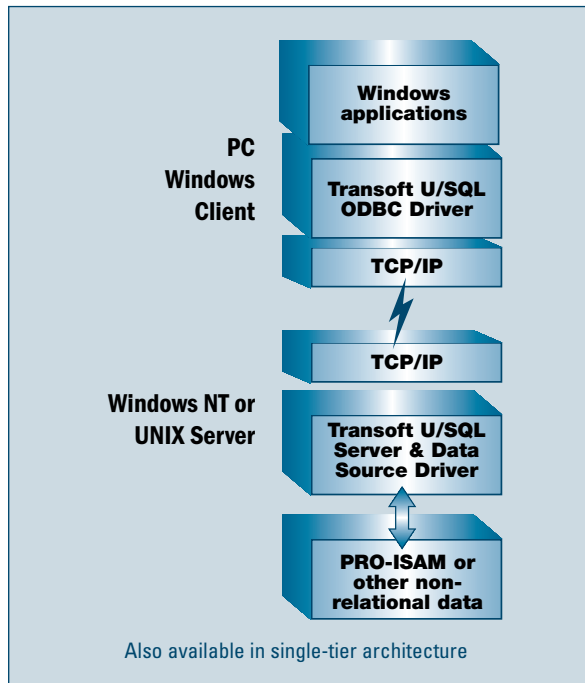 Windows
applications
PC
Windows
Client
Transoft U/SQL
ODBC Driver
TCP/IP
TCP/IP
Windows NT or
UNIX Server
Transoft U/SQL
Server & Data
Source Driver
PRO-ISAM or
other non-
relational data
Also available in single-tier architecture